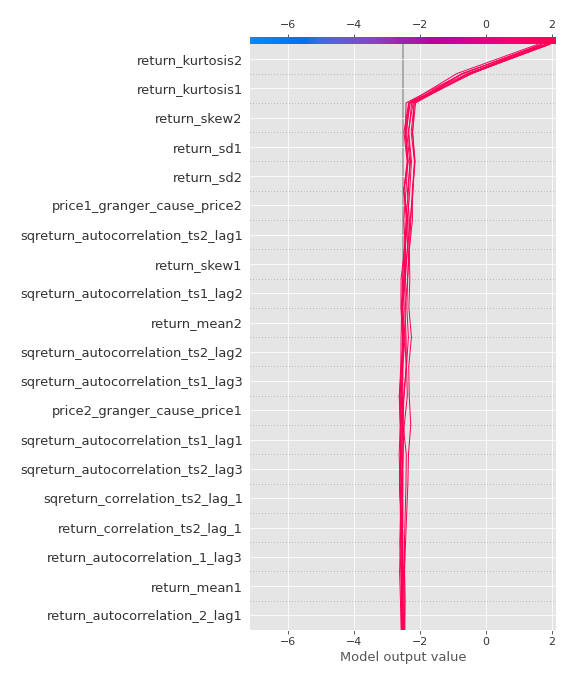 −6 −4 −2 0 2
return_kurtosis2
return_kurtosis1
return_skew2
return_sd1
return_sd2
price1_granger_cause_price2
sqreturn_autocorrelation_ts2_lag1
return_skew1
sqreturn_autocorrelation_ts1_lag2
return_mean2
sqreturn_autocorrelation_ts2_lag2
sqreturn_autocorrelation_ts1_lag3
price2_granger_cause_price1
sqreturn_autocorrelation_ts1_lag1
sqreturn_autocorrelation_ts2_lag3
sqreturn_correlation_ts2_lag_1
return_correlation_ts2_lag_1
return_autocorrelation_1_lag3
return_mean1
return_autocorrelation_2_lag1
−6 −4 −2 0 2
Model output value